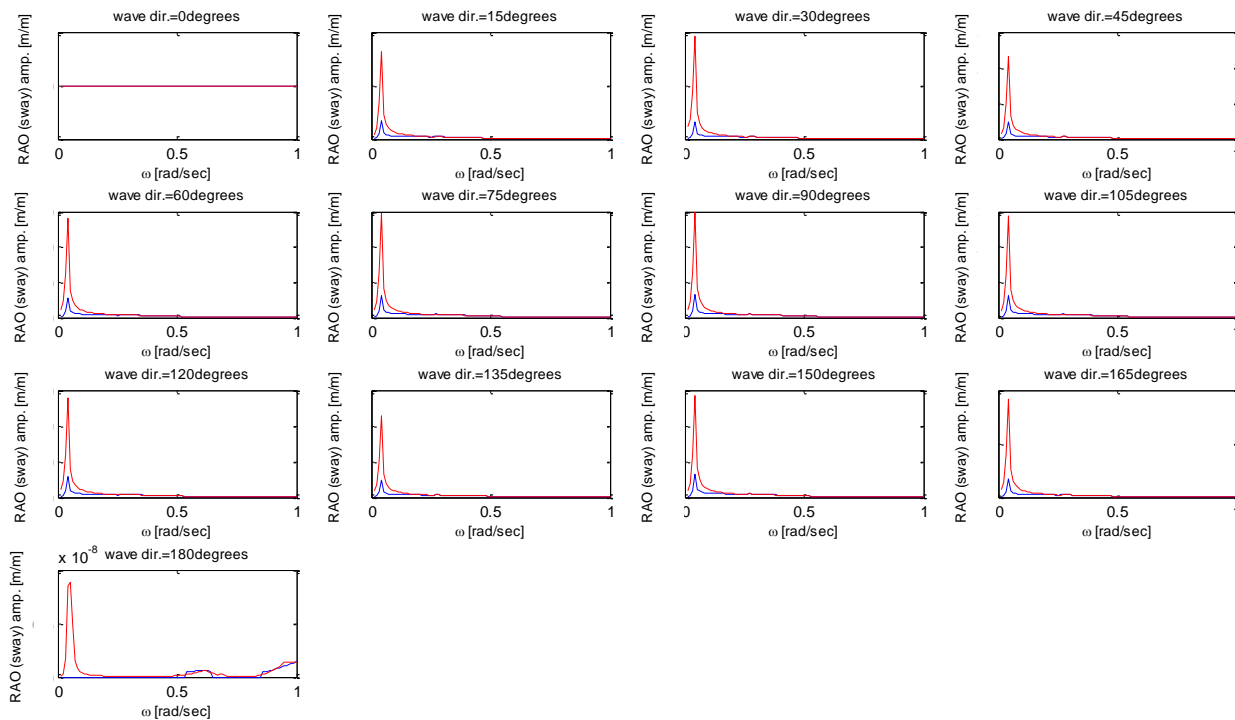 wave dir.=0degrees
RAO (sway) amp. [m/m]
0 0.5 1
ω [rad/sec]
wave dir.=15degrees
RAO (sway) amp. [m/m]
0 0.5 1
ω [rad/sec]
wave dir.=30degrees
RAO (sway) amp. [m/m]
0 0.5 1
ω [rad/sec]
wave dir.=45degrees
RAO (sway) amp. [m/m]
0 0.5 1
ω [rad/sec]
wave dir.=60degrees
RAO (sway) amp. [m/m]
0 0.5 1
ω [rad/sec]
wave dir.=75degrees
RAO (sway) amp. [m/m]
0 0.5 1
ω [rad/sec]
wave dir.=90degrees
RAO (sway) amp. [m/m]
0 0.5 1
ω [rad/sec]
wave dir.=105degrees
RAO (sway) amp. [m/m]
0 0.5 1
ω [rad/sec]
wave dir.=120degrees
RAO (sway) amp. [m/m]
0 0.5 1
ω [rad/sec]
wave dir.=135degrees
RAO (sway) amp. [m/m]
0 0.5 1
ω [rad/sec]
wave dir.=150degrees
RAO (sway) amp. [m/m]
0 0.5 1
ω [rad/sec]
wave dir.=165degrees
RAO (sway) amp. [m/m]
0 0.5 1
ω [rad/sec]
x 10^-8 wave dir.=180degrees
RAO (sway) amp. [m/m]
0 0.5 1
ω [rad/sec]